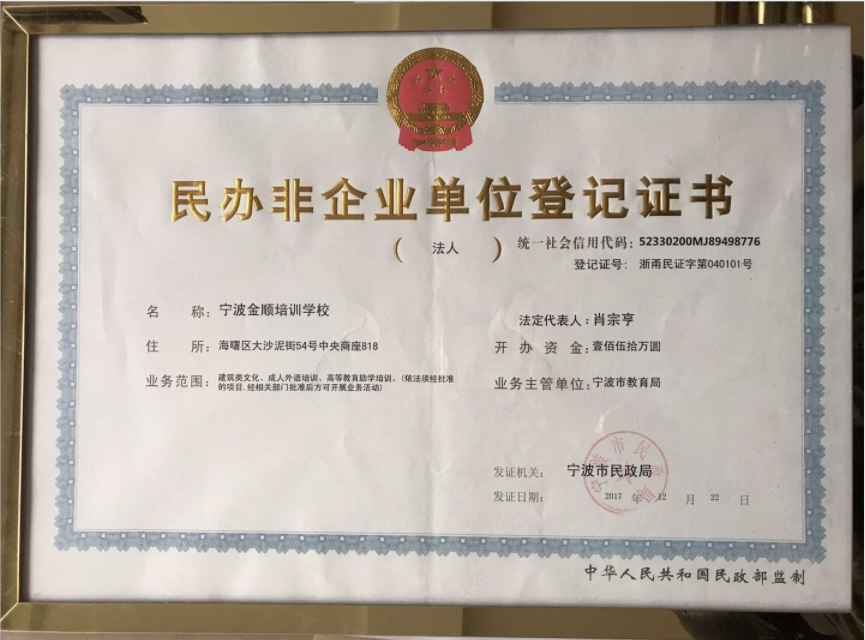 民办非企业单位登记证书
(法人)
统一社会信用代码:52330200MJ89498776
登记证号: 浙甬民证字第040101号
名 称:宁波金顺培训学校
法定代表人:肖宗亨
住 所:海曙区大沙泥街54号中央商座818
开办资金:壹佰伍拾万圆
业务范围:建筑类文化、成人外语培训、高等教育助学培训。(依法须经批准
的项目,经相关部门批准后方可开展业务活动)
业务主管单位:宁波市教育局
发证机关: 宁波市民政局
发证日期: 2017 年 12 月 22 日
宁波市民政局
中华人民共和国民政部监制